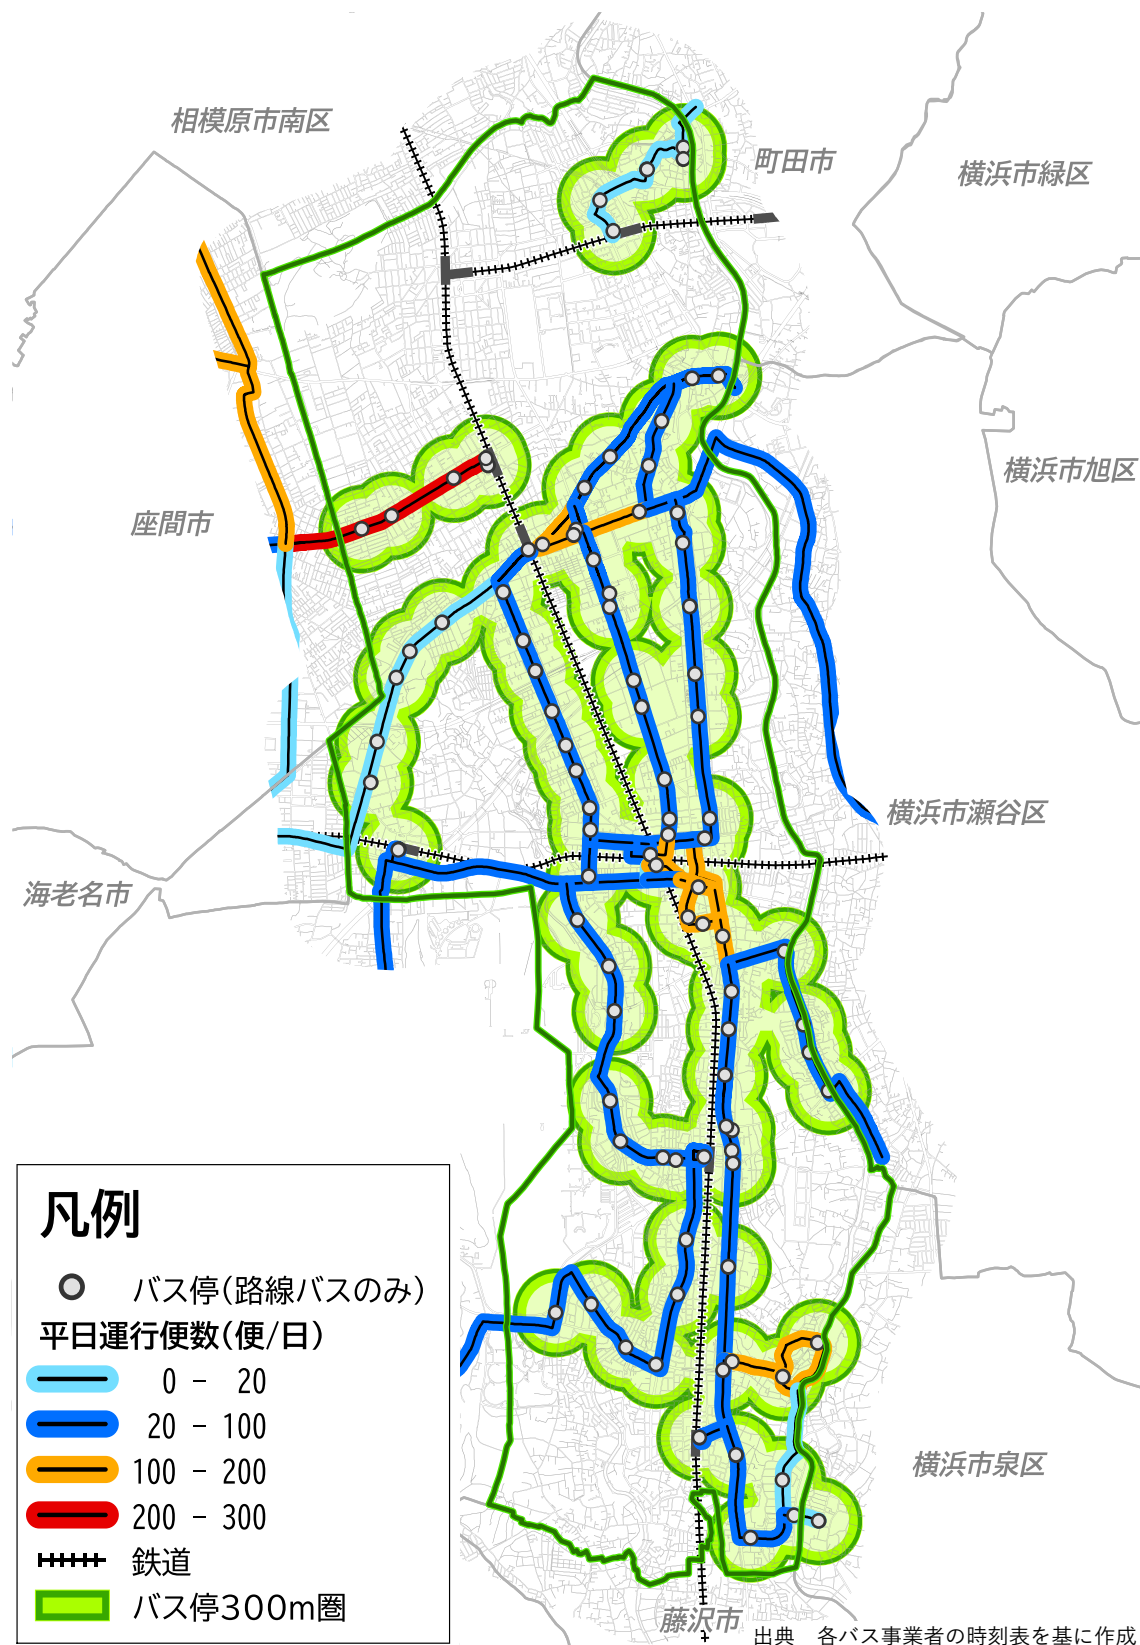 相模原市南区
町田市
横浜市緑区
横浜市旭区
座間市
横浜市瀬谷区
海老名市
凡例
バス停(路線バスのみ)
平日運行便数(便/日)
0 - 20
20 - 100
100 - 200
200 - 300
鉄道
バス停300m圏
横浜市泉区
藤沢市
出典 各バス事業者の時刻表を基に作成